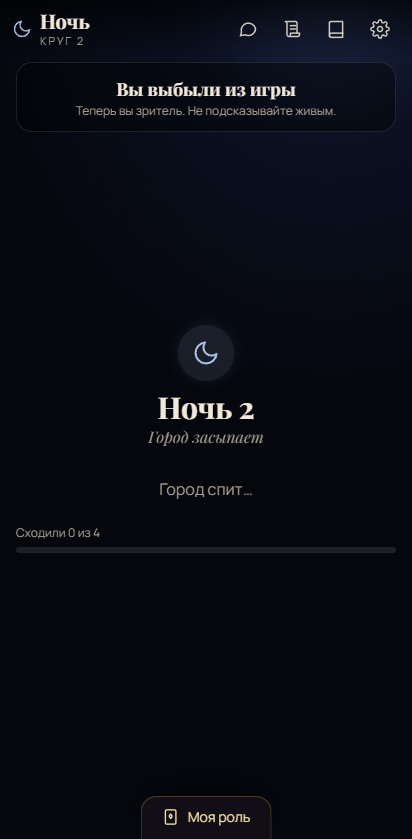 Ночь
КРУГ 2
Вы выбыли из игры
Теперь вы зритель. Не подсказывайте живым.
Ночь 2
Город засыпает
Город спит...
Сходили 0 из 4
Моя роль